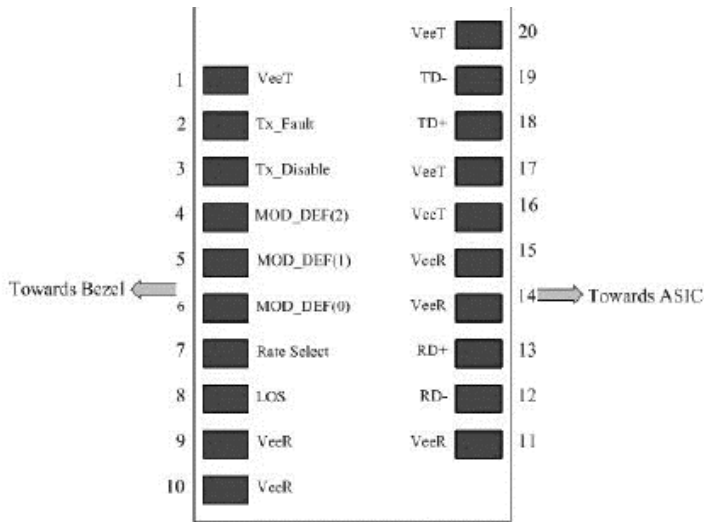 VeeT 20
1 VeeT TD- 19
2 Tx_Fault TD+ 18
3 Tx_Disable VeeT 17
4 MOD_DEF(2) VeeT 16
5 MOD_DEF(1) VeeR 15
Towards Bezel
6 MOD_DEF(0) VeeR 14
Towards ASIC
7 Rate Select RD+ 13
8 LOS RD- 12
9 VeeR VeeR 11
10 VeeR